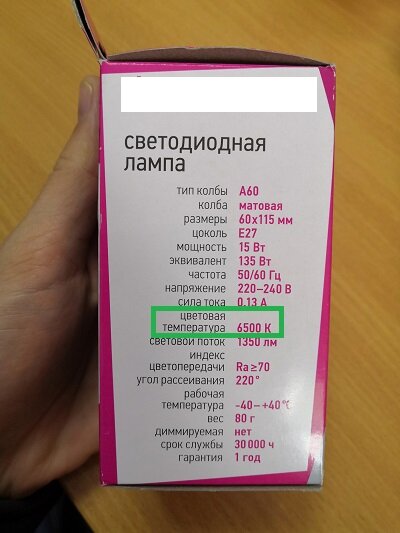 светодиодная
лампа
тип колбы A60
колба матовая
размеры 60x115 мм
цоколь E27
мощность 15 Вт
эквивалент 135 Вт
частота 50/60 Гц
напряжение 220–240 В
сила тока 0,13 А
цветовая
температура 6500 К
световой поток 1350 лм
индекс
цветопередачи Ra≥70
угол рассеивания 220°
рабочая
температура -40–+40°C
вес 80 г
диммируемая нет
срок службы 30 000 ч
гарантия 1 год